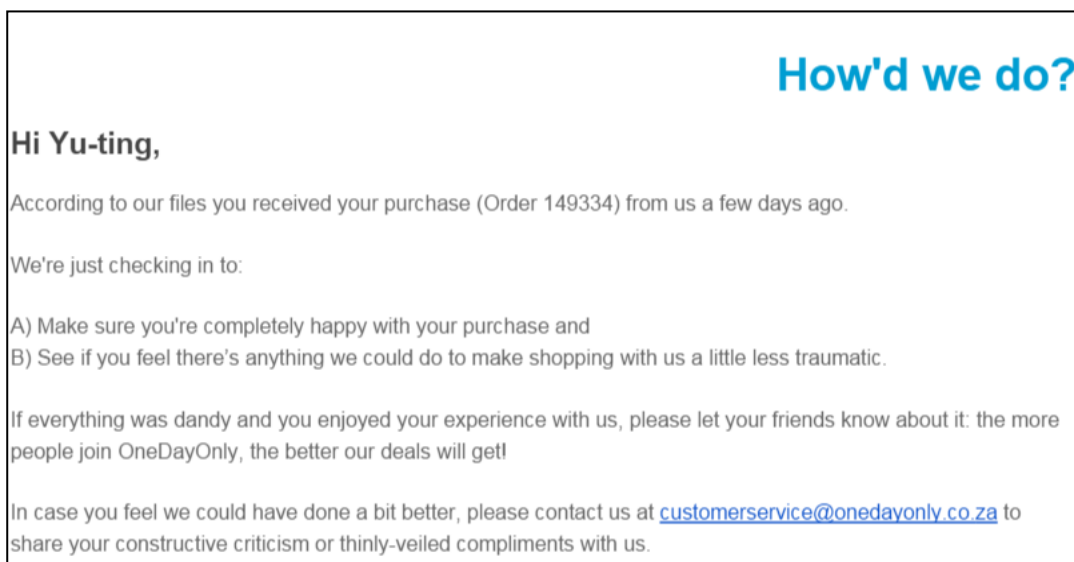 How'd we do?
Hi Yu-ting,
According to our files you received your purchase (Order 149334) from us a few days ago.
We're just checking in to:
A) Make sure you're completely happy with your purchase and
B) See if you feel there's anything we could do to make shopping with us a little less traumatic.
If everything was dandy and you enjoyed your experience with us, please let your friends know about it: the more
people join OneDayOnly, the better our deals will get!
In case you feel we could have done a bit better, please contact us at customerservice@onedayonly.co.za to
share your constructive criticism or thinly-veiled compliments with us.